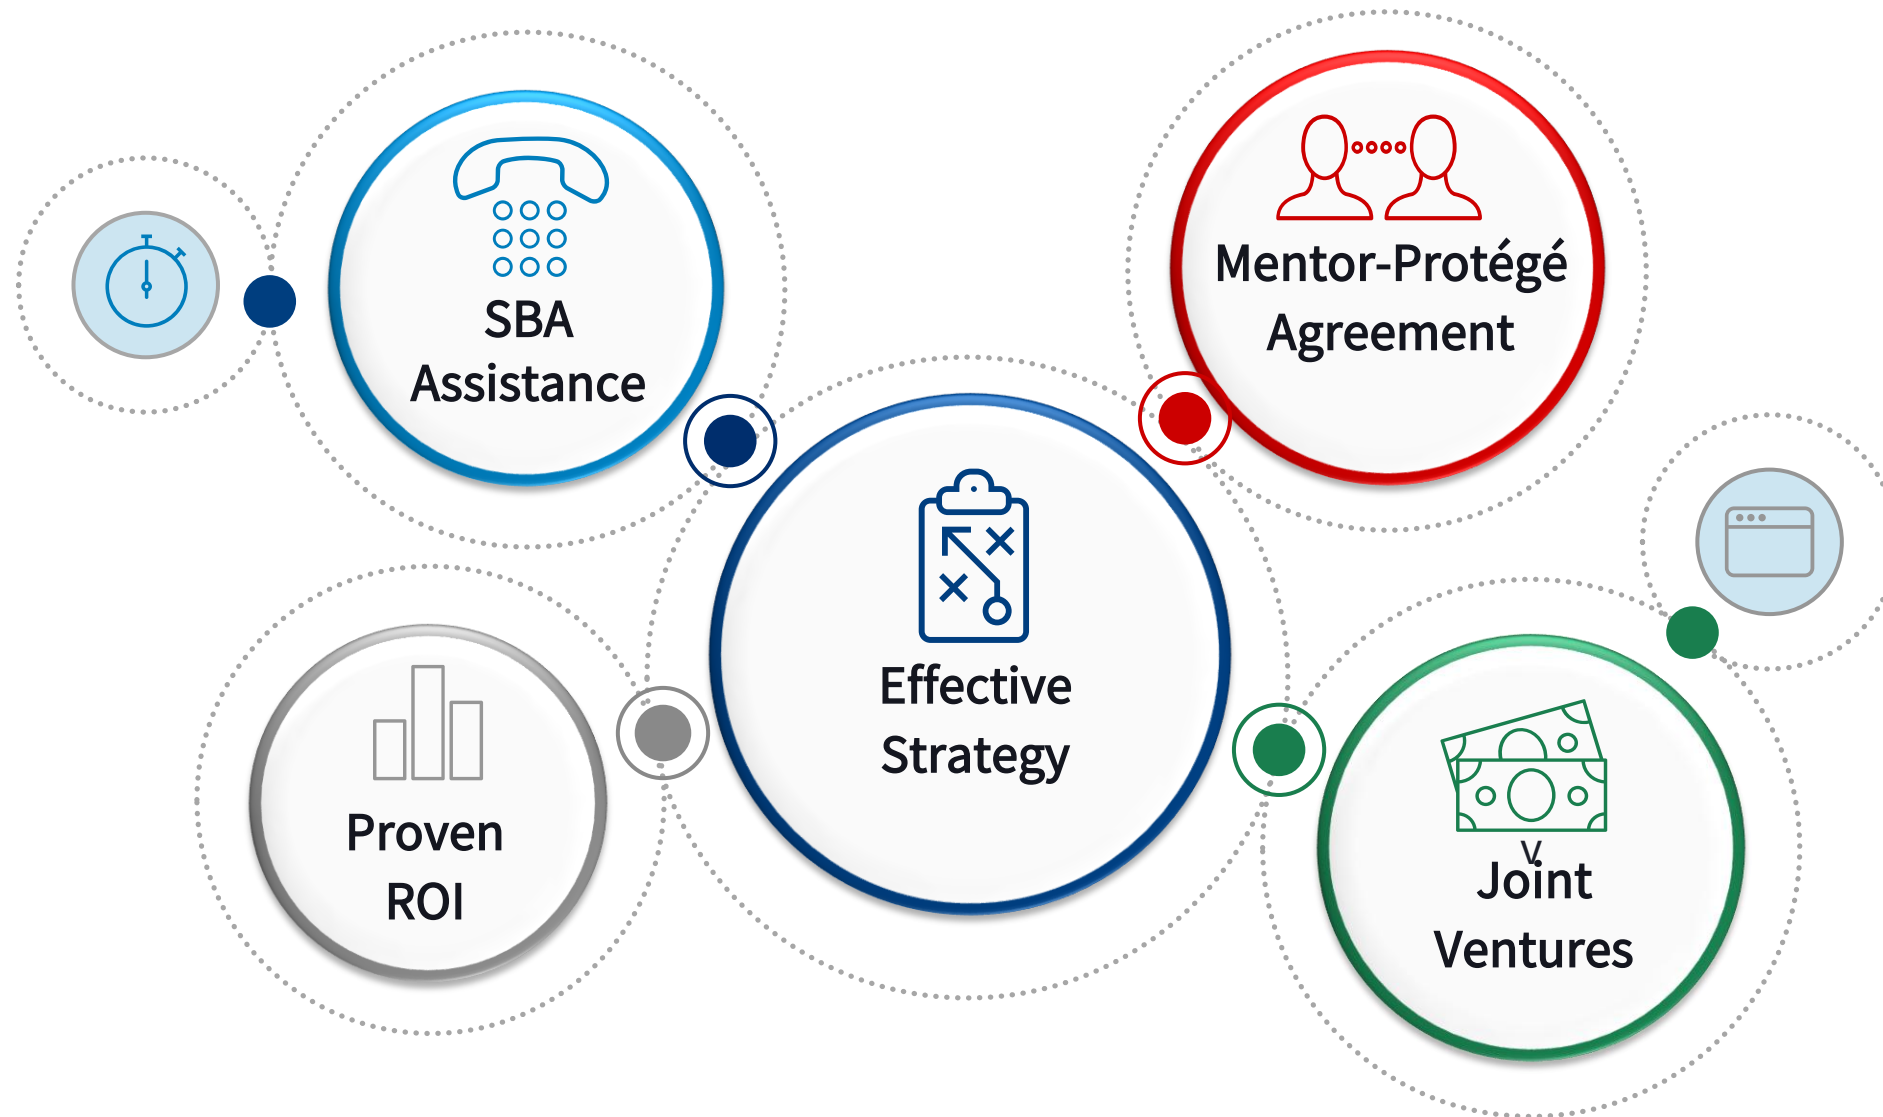 SBA
Assistance
Mentor-Protégé
Agreement
Effective
Strategy
Proven
ROI
V
Joint
Ventures